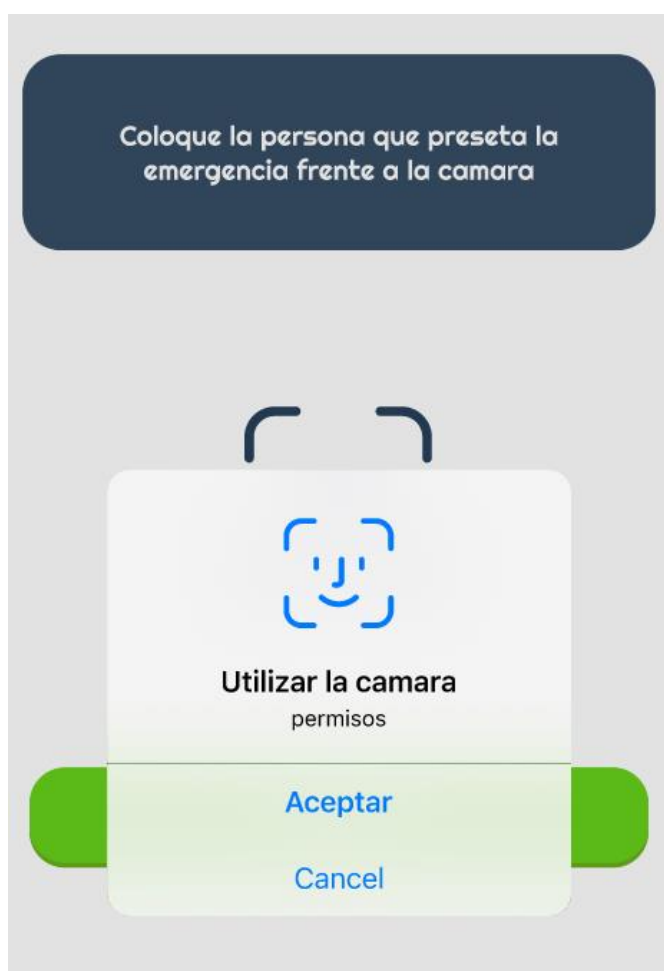 Coloque la persona que preseta la
emergencia frente a la camara
Utilizar la camara
permisos
Aceptar
Cancel